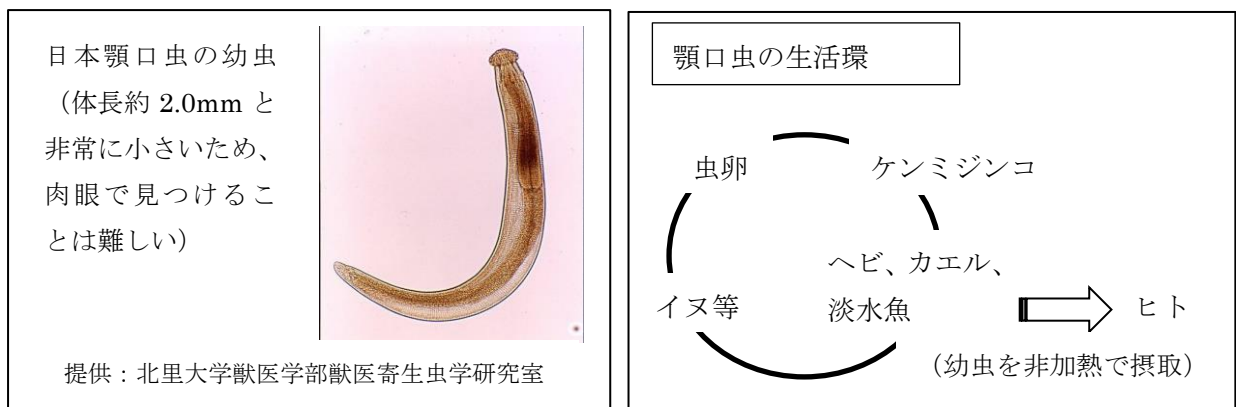 日本顎口虫の幼虫
（体長約 2.0mm と
非常に小さいため、
肉眼で見つけるこ
とは難しい）
提供：北里大学獣医学部獣医寄生虫学研究室
顎口虫の生活環
虫卵
ケンミジンコ
ヘビ、カエル、
淡水魚
イヌ等
ヒト
（幼虫を非加熱で摂取）